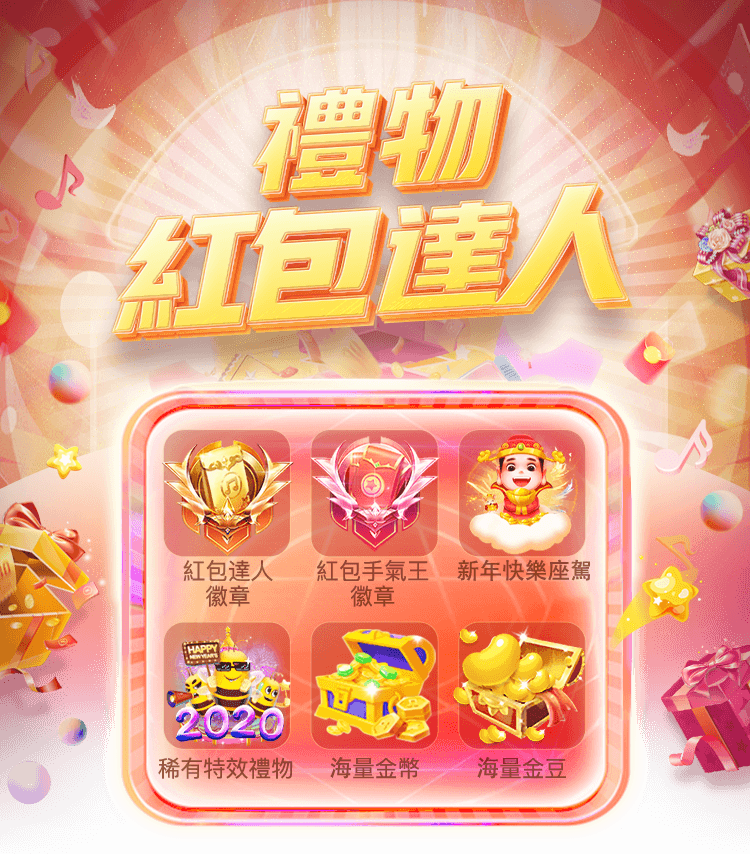 禮物
紅包達人
紅包達人
徽章
紅包手氣王
徽章
新年快樂座駕
HAPPY
NEW YEAR'S
2020
稀有特效禮物
海量金幣
海量金豆